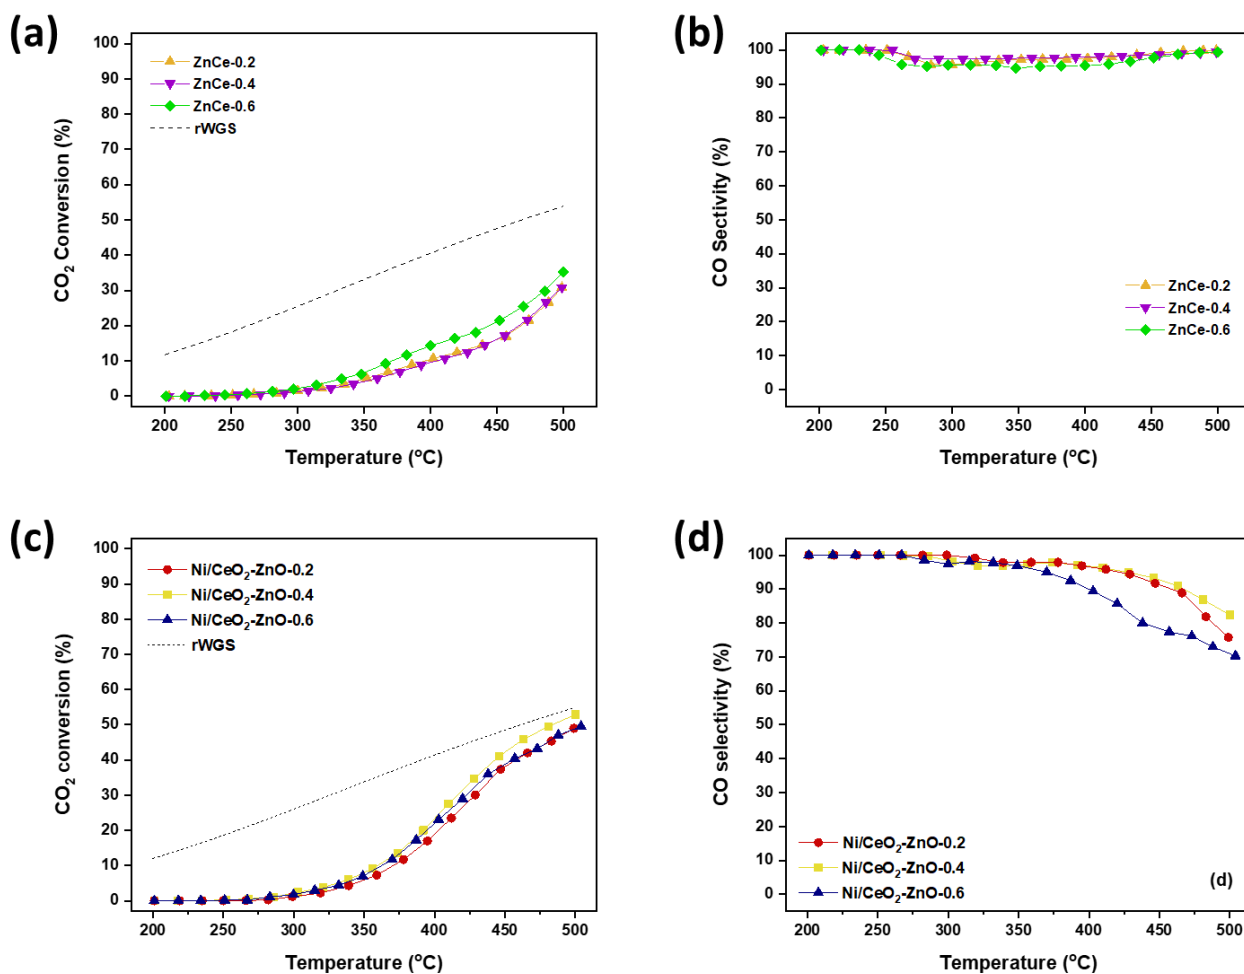 (a)
100
90
80
70
60
50
40
30
20
10
0
CO2 Conversion (%)
ZnCe-0.2
ZnCe-0.4
ZnCe-0.6
rWGS
200 250 300 350 400 450 500
Temperature (ºC)
(b)
100
90
80
70
60
50
40
30
20
10
0
CO Sectivity (%)
ZnCe-0.2
ZnCe-0.4
ZnCe-0.6
200 250 300 350 400 450 500
Temperature (ºC)
(c)
100
90
80
70
60
50
40
30
20
10
0
CO2 conversion (%)
Ni/CeO2-ZnO-0.2
Ni/CeO2-ZnO-0.4
Ni/CeO2-ZnO-0.6
rWGS
200 250 300 350 400 450 500
Temperature (ºC)
(d)
100
90
80
70
60
50
40
30
20
10
0
CO selectivity (%)
Ni/CeO2-ZnO-0.2
Ni/CeO2-ZnO-0.4
Ni/CeO2-ZnO-0.6
(d)
200 250 300 350 400 450 500
Temperature (ºC)